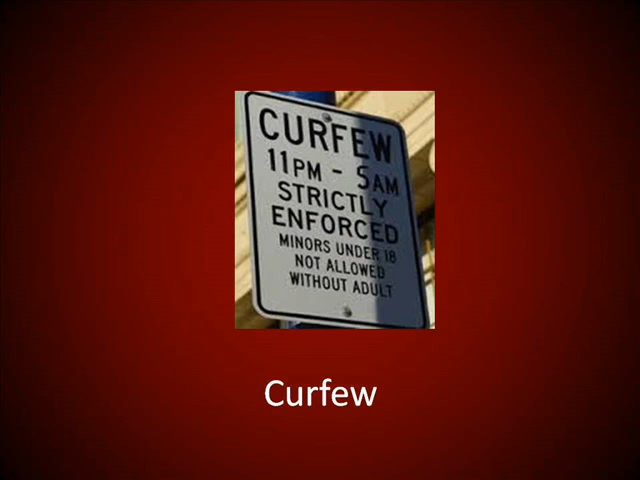 CURFEW
11PM - 5AM
STRICTLY
ENFORCED
MINORS UNDER 18
NOT ALLOWED
WITHOUT ADULT
Curfew